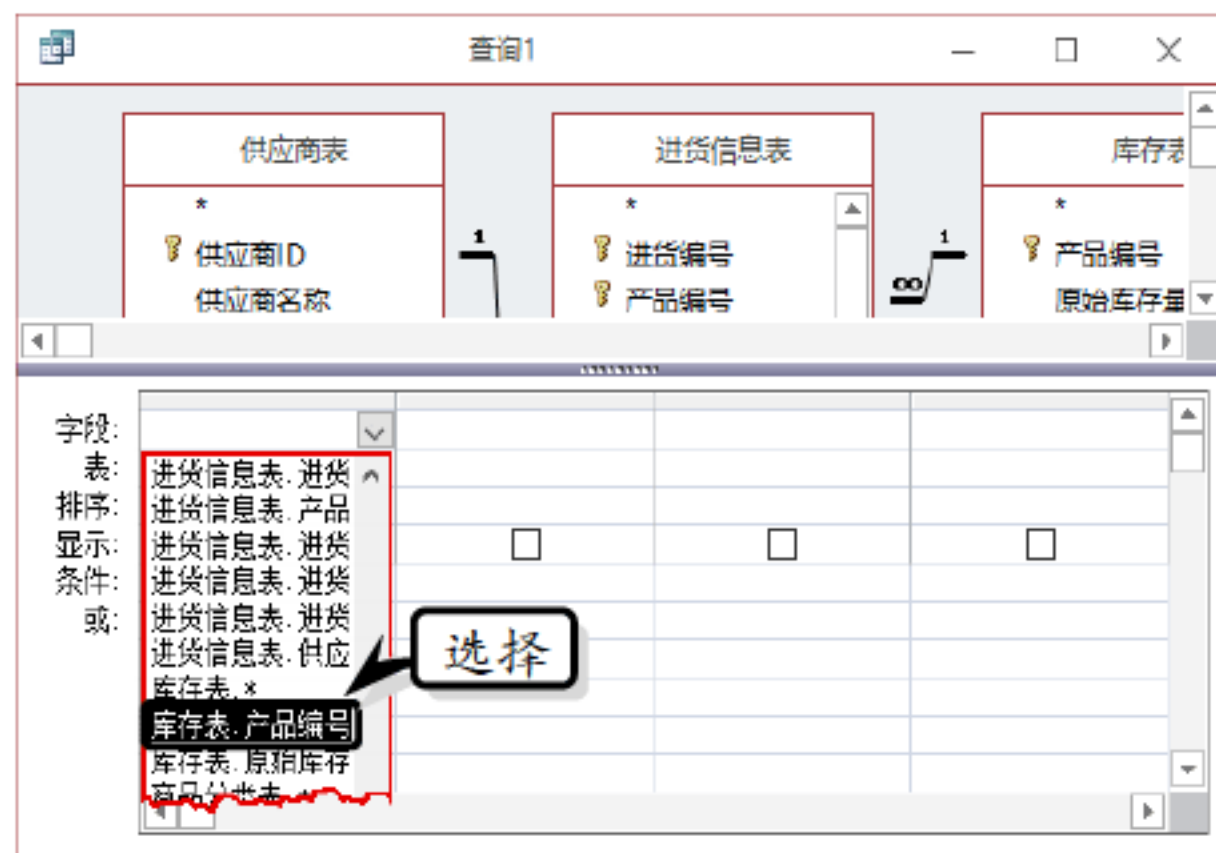 查询1
供应商表
*
供应商ID
供应商名称
1
进货信息表
*
进货编号
产品编号
∞
1
库存表
*
产品编号
原始库存量
字段:
表:
排序:
显示:
条件:
或:
进货信息表.进货
进货信息表.产品
进货信息表.进货
进货信息表.进货
进货信息表.进货
进货信息表.供应
库存表.*
库存表.产品编号
库存表.原始库存
商品分类表.*
选择